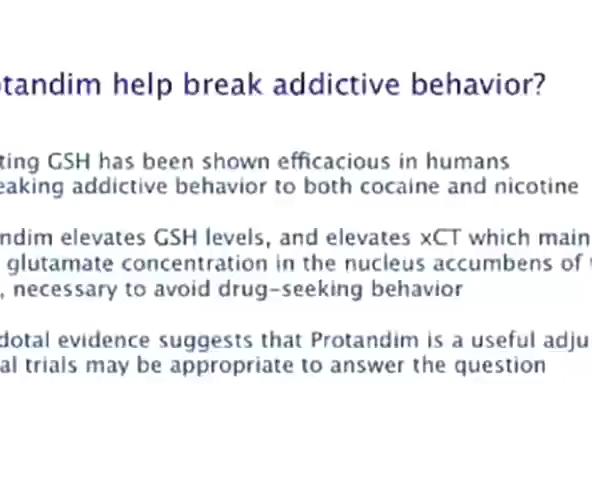 tandim help break addictive behavior?
ting GSH has been shown efficacious in humans
eaking addictive behavior to both cocaine and nicotine
ndim elevates GSH levels, and elevates xCT which main
glutamate concentration in the nucleus accumbens of
, necessary to avoid drug-seeking behavior
dotal evidence suggests that Protandim is a useful adju
al trials may be appropriate to answer the question